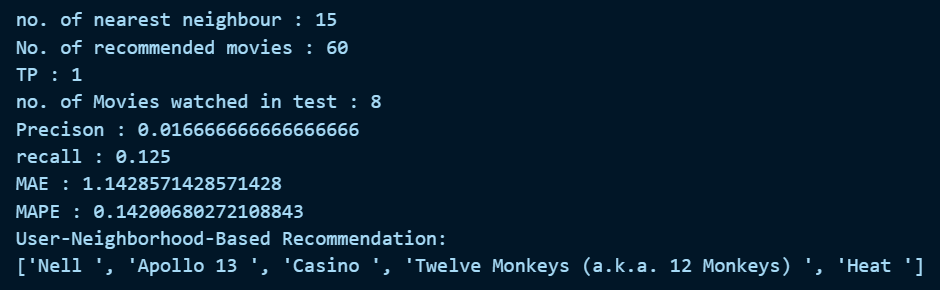 no. of nearest neighbour : 15
No. of recommended movies : 60
TP : 1
no. of Movies watched in test : 8
Precison : 0.016666666666666666
recall : 0.125
MAE : 1.1428571428571428
MAPE : 0.14200680272108843
User-Neighborhood-Based Recommendation:
['Nell ', 'Apollo 13 ', 'Casino ', 'Twelve Monkeys (a.k.a. 12 Monkeys) ', 'Heat ']